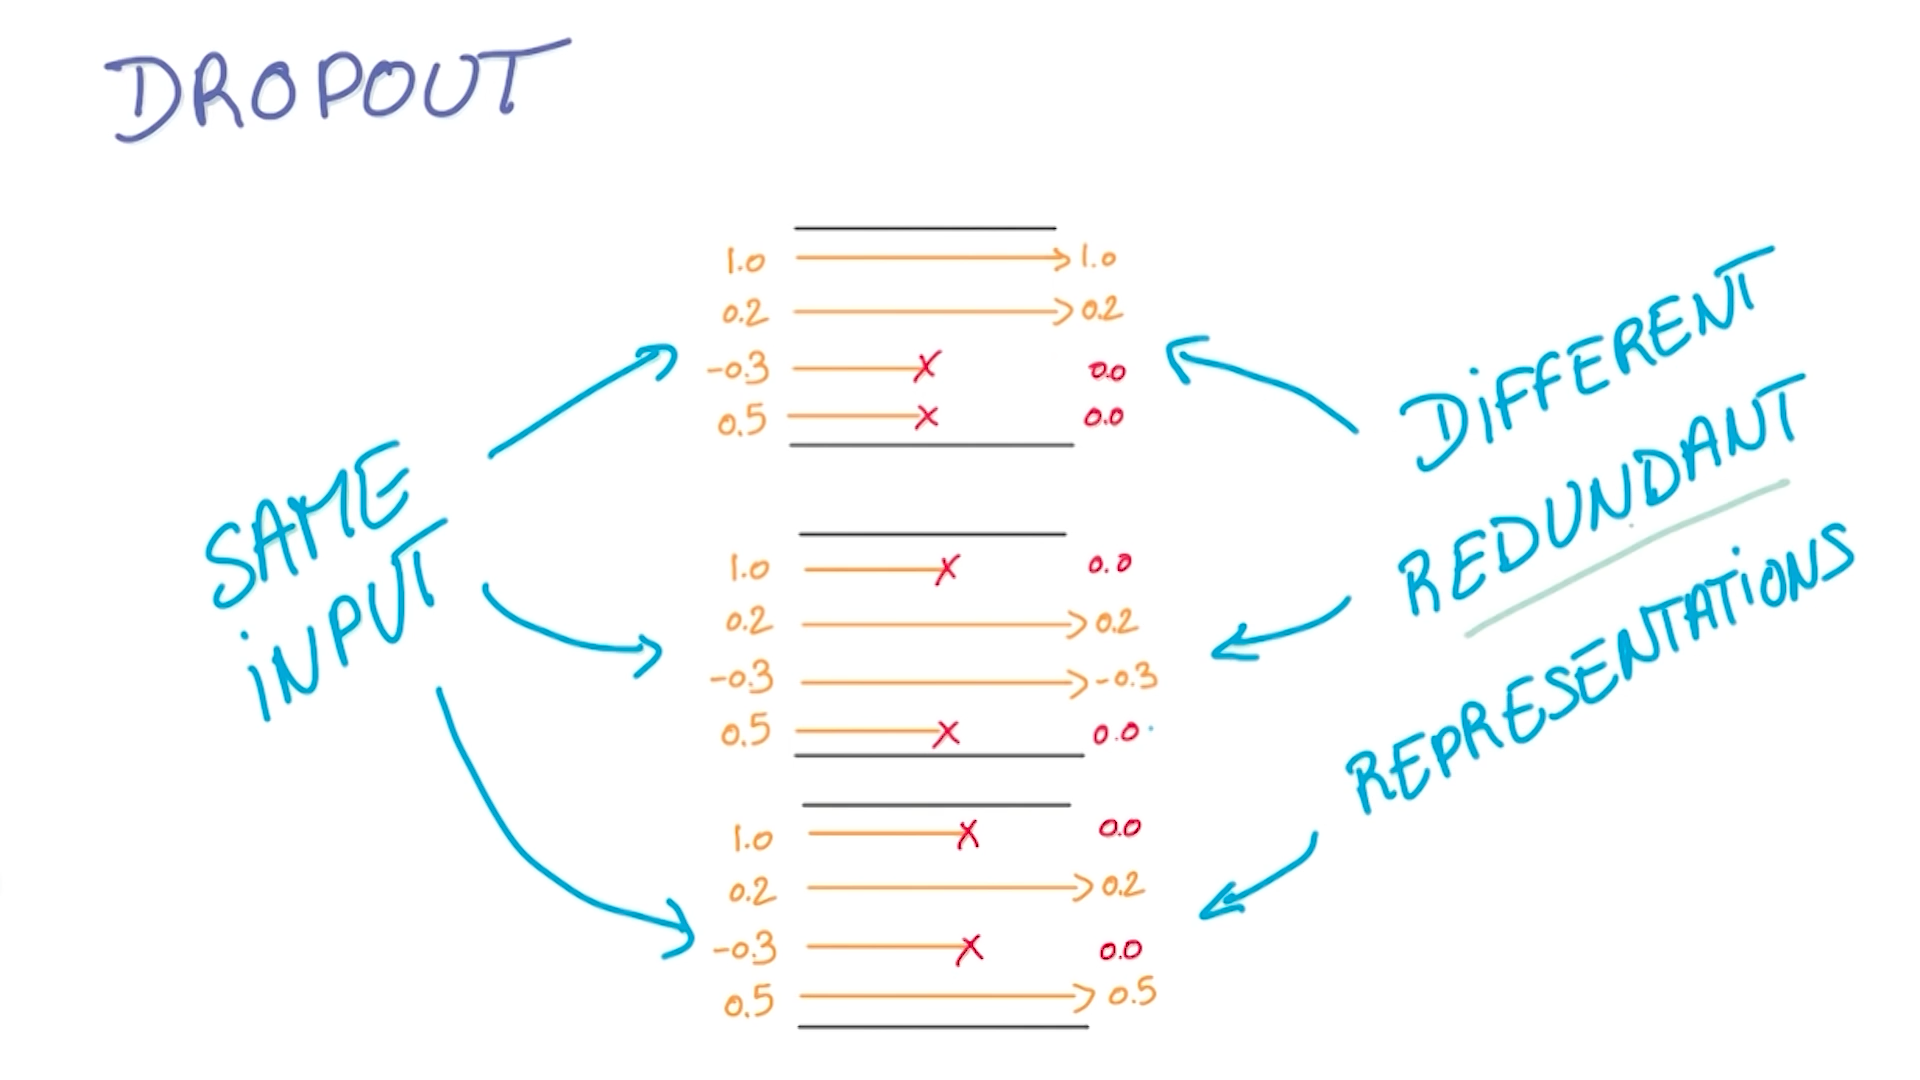 DROPOUT
SAME
INPUT
1.0 1.0
0.2 0.2
-0.3 X 0.0
0.5 X 0.0
1.0 X 0.0
0.2 0.2
-0.3 -0.3
0.5 X 0.0
1.0 X 0.0
0.2 0.2
-0.3 X 0.0
0.5 0.5
DiFFERENT
REDUNDANT
REPRESENTATiONS